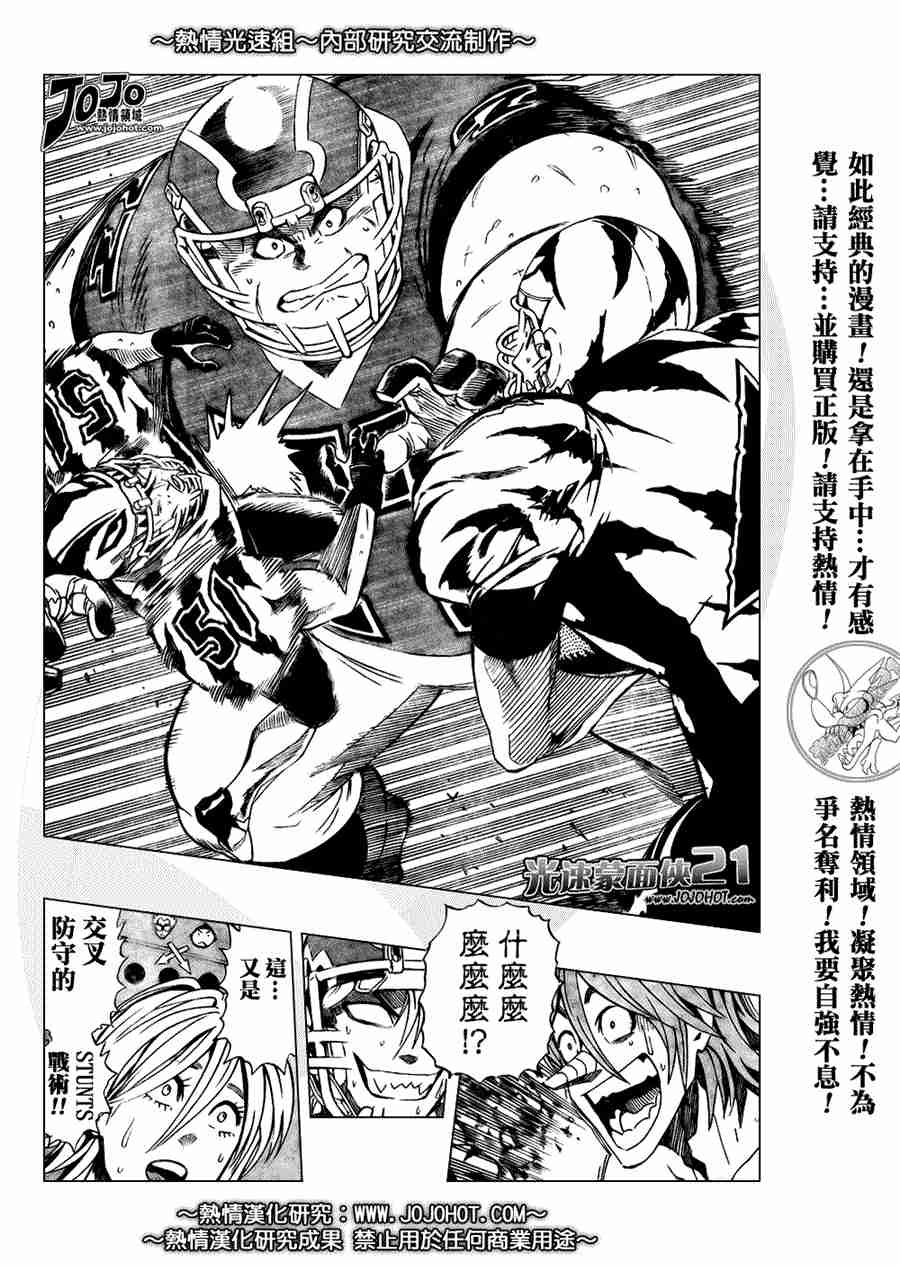 ～熱情光速組～內部研究交流制作～
JOJO
熱情領域
www.jojohot.com
如此經典的漫畫！還是拿在手中…才有感
覺…請支持…並購買正版！請支持熱情！
熱情領域！凝聚熱情！不為
爭名奪利！我要自強不息！
51
51
光速蒙面俠21
www.JOJOHOT.com
什麼麼
麼麼麼!?
這…
又是
交叉
防守的
STUNTS
戰術!!
～熱情漢化研究：WWW.JOJOHOT.COM～
～熱情漢化研究成果 禁止用於任何商業用途～